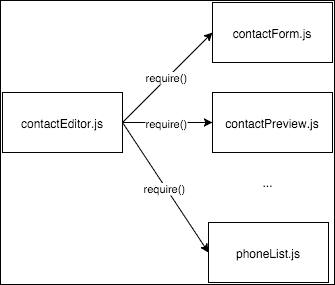 contactForm.js
require()
contactEditor.js
require()
contactPreview.js
...
require()
phoneList.js